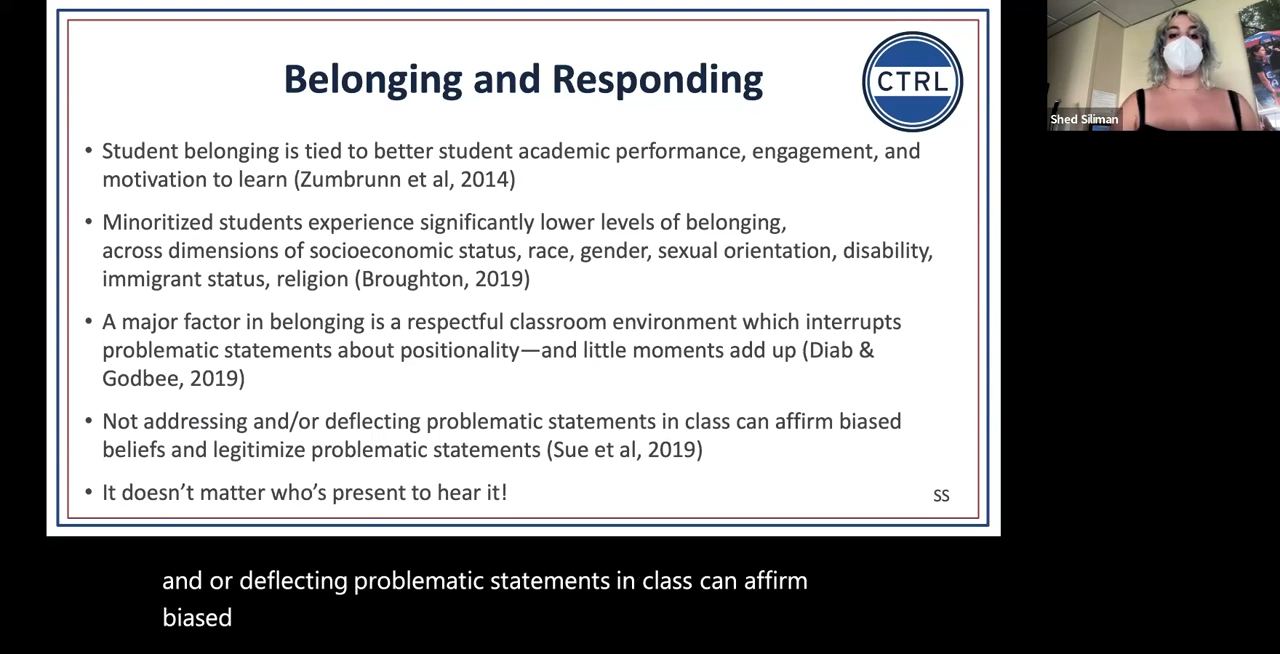 Belonging and Responding
CTRL
• Student belonging is tied to better student academic performance, engagement, and
motivation to learn (Zumbrunn et al, 2014)
• Minoritized students experience significantly lower levels of belonging,
across dimensions of socioeconomic status, race, gender, sexual orientation, disability,
immigrant status, religion (Broughton, 2019)
• A major factor in belonging is a respectful classroom environment which interrupts
problematic statements about positionality—and little moments add up (Diab &
Godbee, 2019)
• Not addressing and/or deflecting problematic statements in class can affirm biased
beliefs and legitimize problematic statements (Sue et al, 2019)
• It doesn’t matter who’s present to hear it!
SS
Shed Siliman
and or deflecting problematic statements in class can affirm
biased